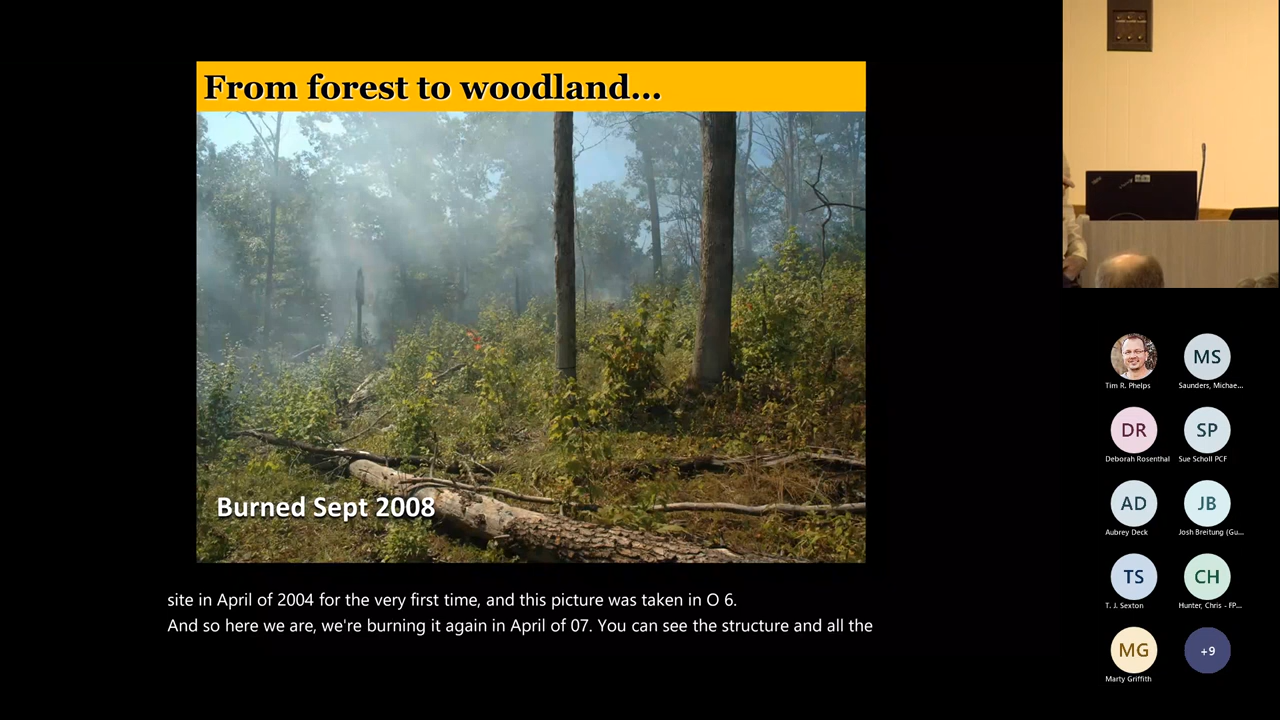 From forest to woodland...
Burned Sept 2008
site in April of 2004 for the very first time, and this picture was taken in O 6.
And so here we are, we're burning it again in April of 07. You can see the structure and all the
MS
Tim R. Phelps
Saunders, Michae...
DR
SP
Deborah Rosenthal
Sue Scholl PCF
AD
JB
Aubrey Deck
Josh Breitung (Gu...
TS
CH
T. J. Sexton
Hunter, Chris - FP...
MG
+9
Marty Griffith